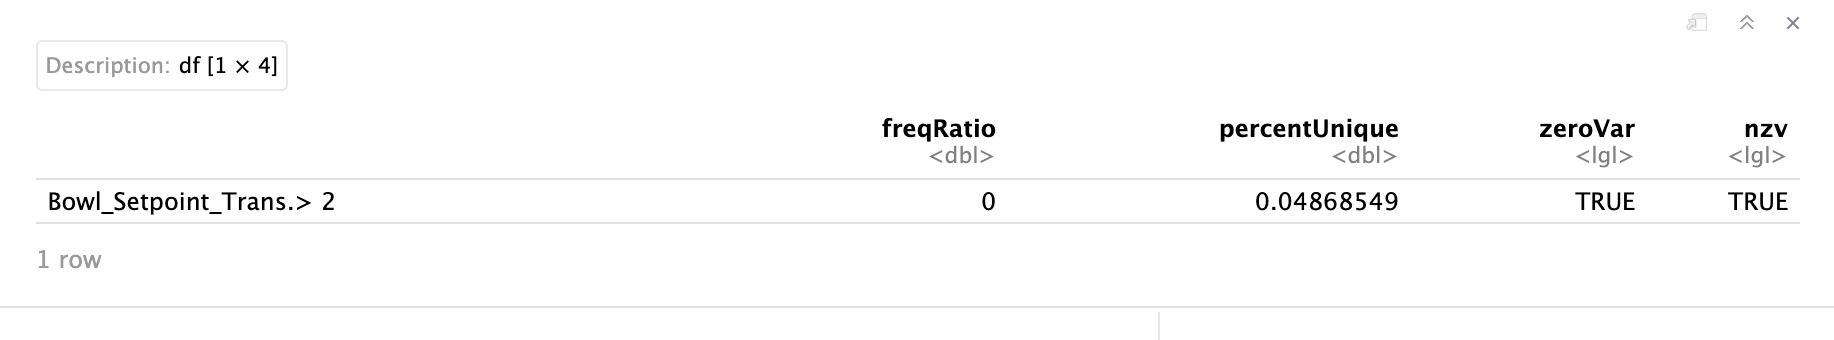 Description: df [1 × 4]
freqRatio percentUnique zeroVar nzv
<dbl> <dbl> <lgl> <lgl>
Bowl_Setpoint_Trans.> 2 0 0.04868549 TRUE TRUE
1 row